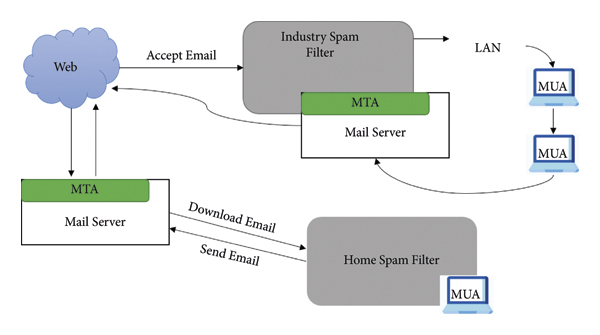 Industry Spam
Filter
Accept Email
LAN
Web
MUA
MTA
Mail Server
MUA
MTA
Mail Server
Download Email
Send Email
Home Spam Filter
MUA